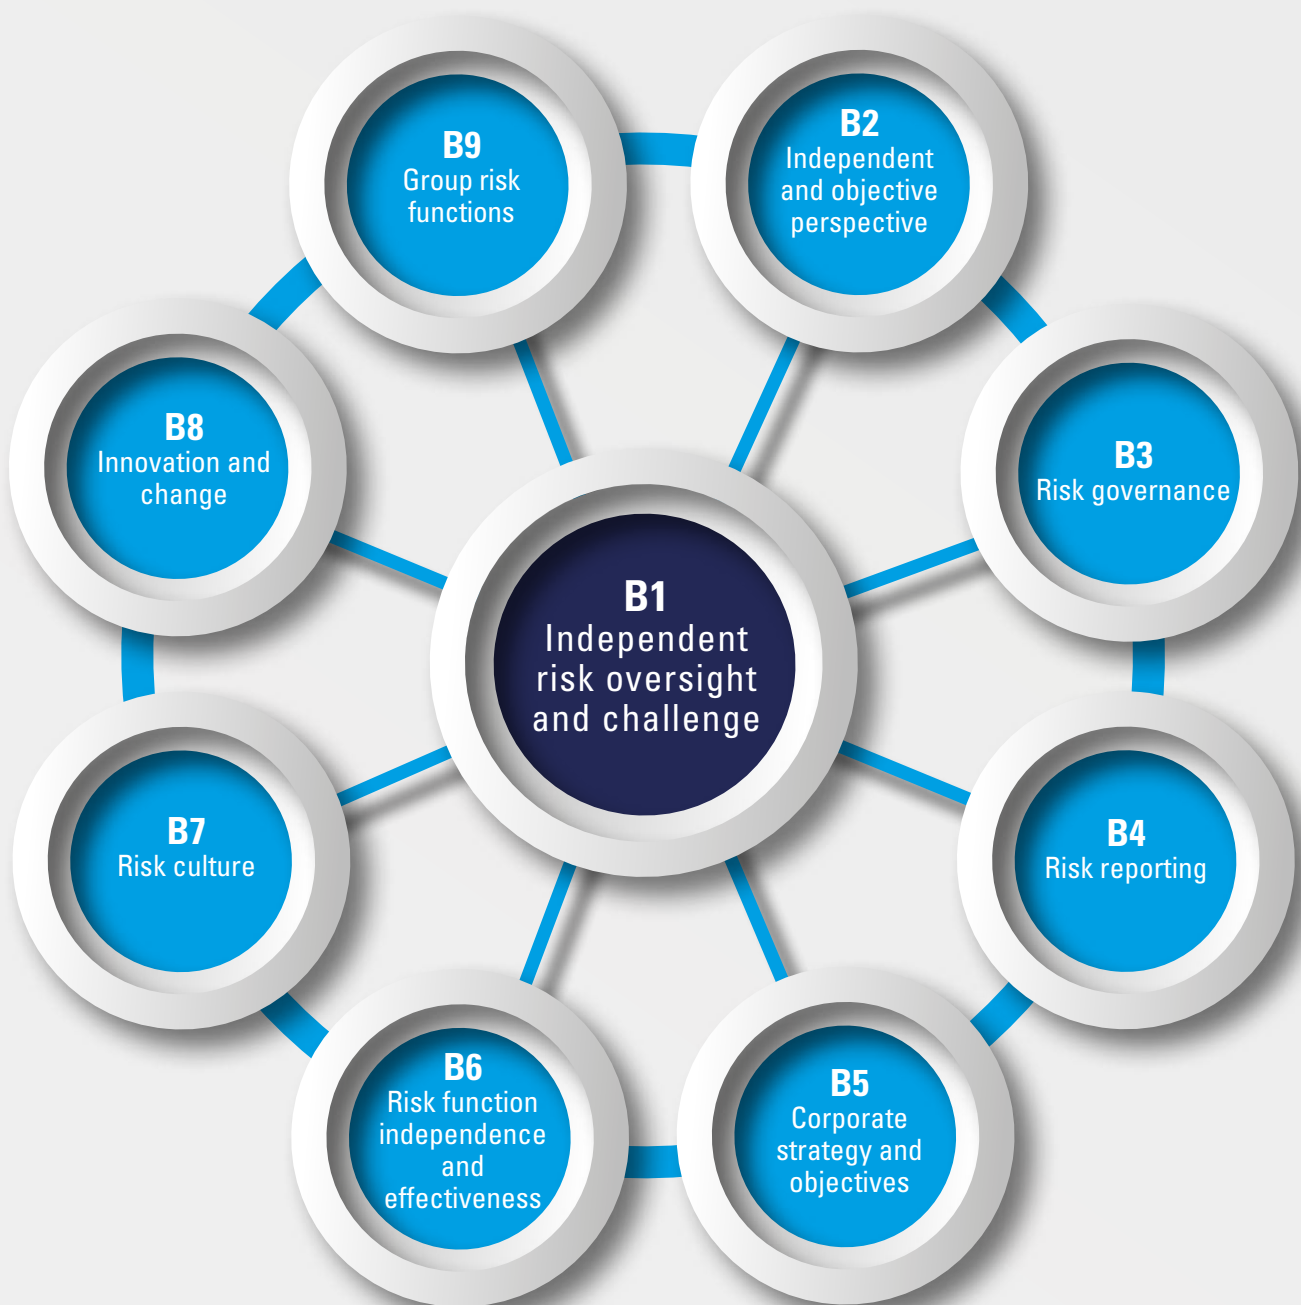 B1
Independent
risk oversight
and challenge
B2
Independent
and objective
perspective
B3
Risk governance
B4
Risk reporting
B5
Corporate
strategy and
objectives
B6
Risk function
independence
and
effectiveness
B7
Risk culture
B8
Innovation and
change
B9
Group risk
functions